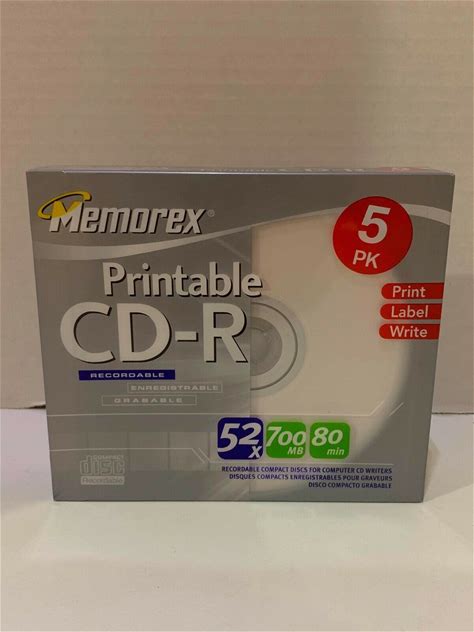 Memorex®
5
PK
Print
Label
Write
Printable
CD-R
RECORDABLE
ENREGISTRABLE
GRABABLE
52x 700 MB 80 min
COMPACT
disc
Recordable
RECORDABLE COMPACT DISCS FOR COMPUTER CD WRITERS
DISQUES COMPACTS ENREGISTRABLES POUR GRAVEURS
DISCO COMPACTO GRABABLE